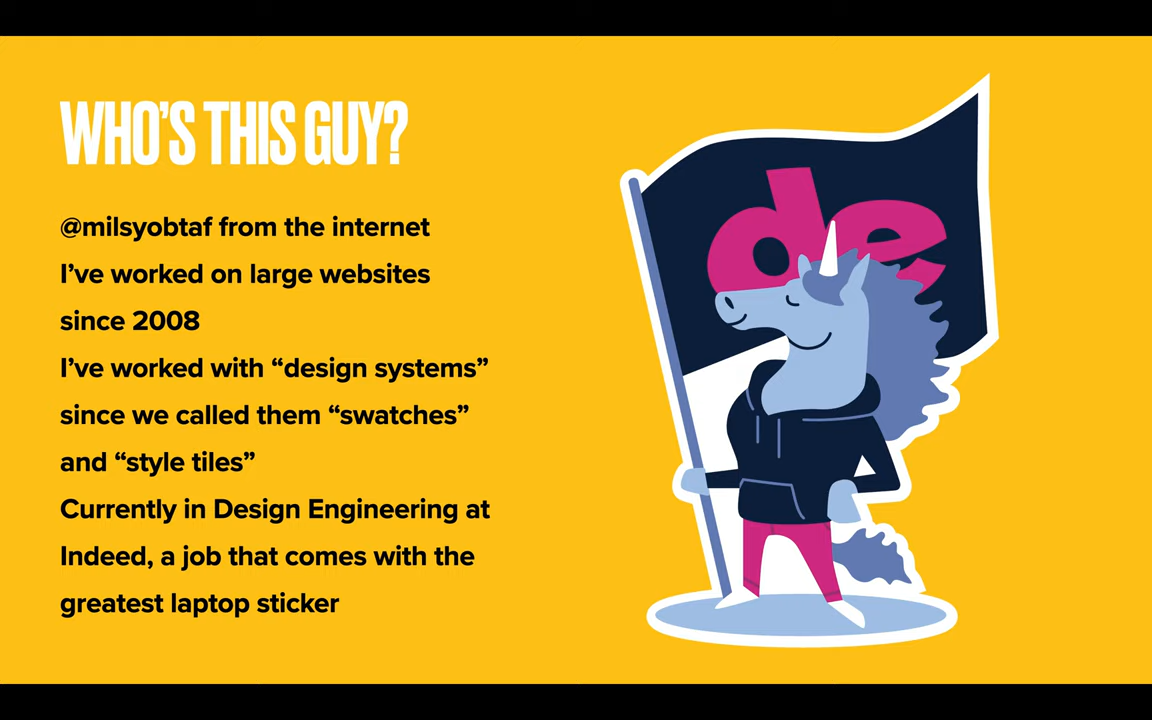 WHO'S THIS GUY?
@milsyobtaf from the internet
I've worked on large websites
since 2008
I've worked with “design systems”
since we called them “swatches”
and “style tiles”
Currently in Design Engineering at
Indeed, a job that comes with the
greatest laptop sticker
de